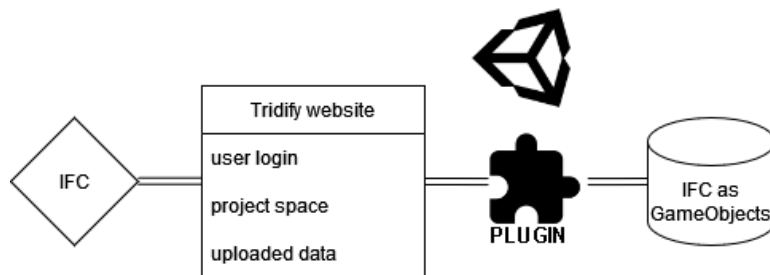 IFC
Tridify website
user login
project space
uploaded data
PLUGIN
IFC as
GameObjects